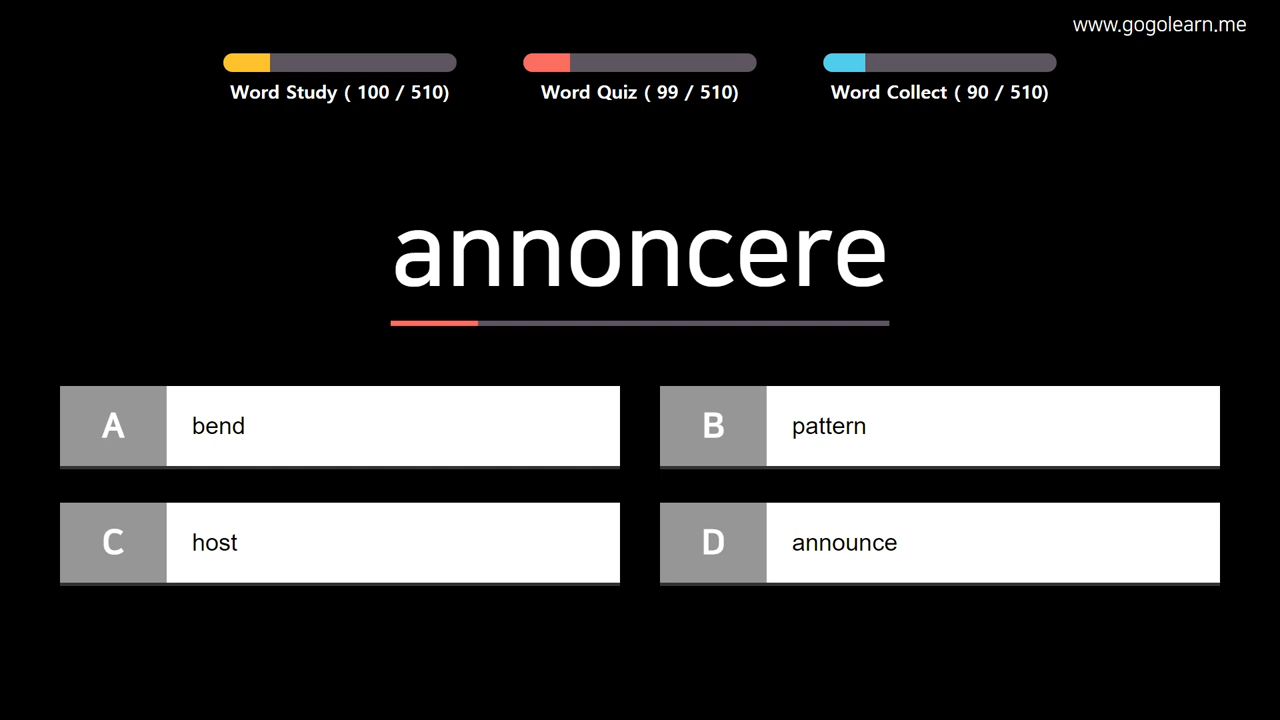 www.gogolearn.me
Word Study ( 100 / 510)
Word Quiz ( 99 / 510)
Word Collect ( 90 / 510)
annoncere
A bend
B pattern
C host
D announce